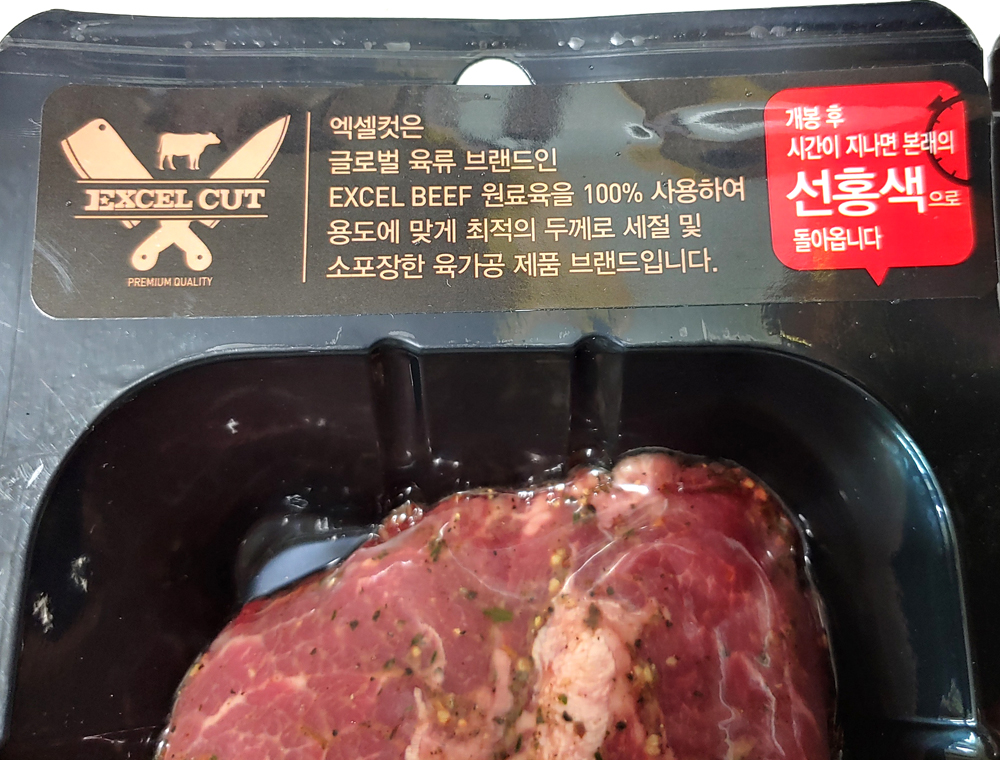 EXCEL CUT
PREMIUM QUALITY
엑셀컷은
글로벌 육류 브랜드인
EXCEL BEEF 원료육을 100% 사용하여
용도에 맞게 최적의 두께로 세절 및
소포장한 육가공 제품 브랜드입니다.
개봉 후
시간이 지나면 본래의
선홍색으로
돌아옵니다